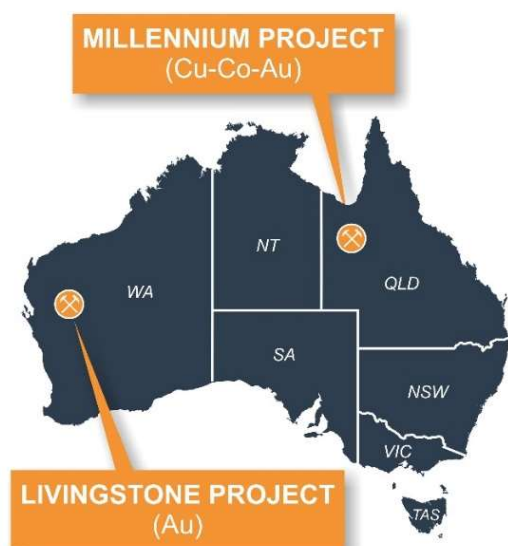 MILLENNIUM PROJECT
(Cu-Co-Au)
NT
WA
QLD
SA
NSW
VIC
LIVINGSTONE PROJECT
(Au)
TAS